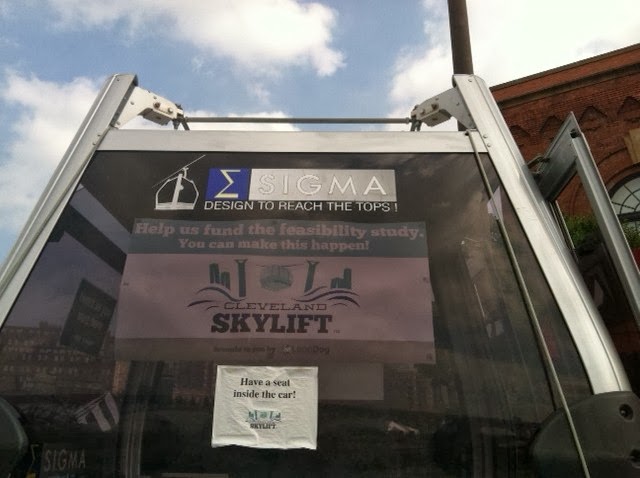 Σ SIGMA
DESIGN TO REACH THE TOPS !
Help us fund the feasibility study.
You can make this happen!
CLEVELAND
SKYLIFT
Have a seat
inside the car!
SKYLIFT
SIGMA